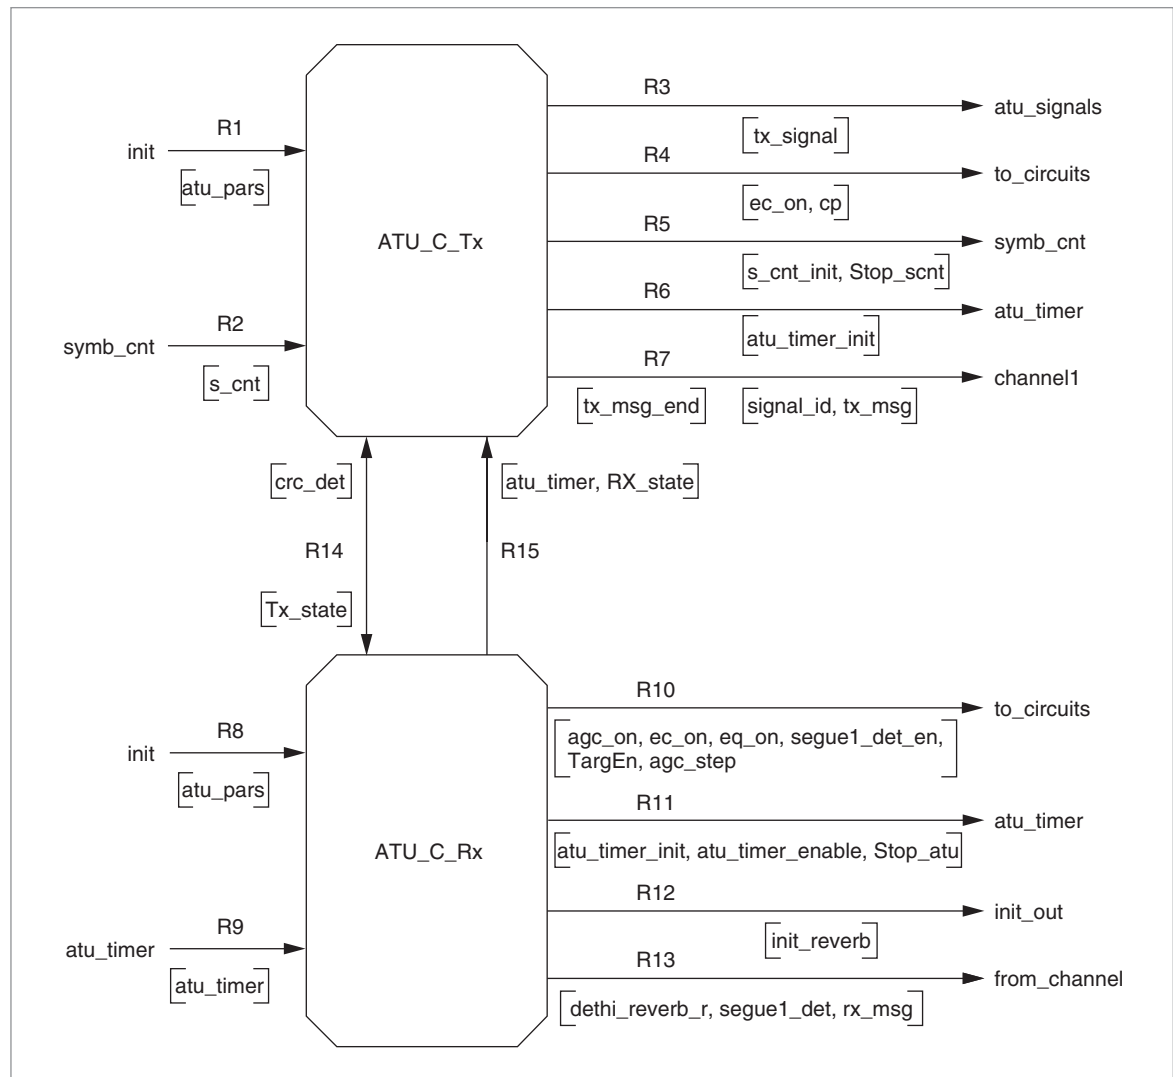 R3
atu_signals
[tx_signal]
R1
init
[atu_pars]
R4
to_circuits
[ec_on, cp]
R5
ATU_C_Tx
symb_cnt
[s_cnt_init, Stop_scnt]
R6
atu_timer
[atu_timer_init]
R2
symb_cnt
[s_cnt]
R7
channel1
[tx_msg_end]
[signal_id, tx_msg]
[crc_det]
[atu_timer, RX_state]
R14
R15
[Tx_state]
R10
to_circuits
[agc_on, ec_on, eq_on, segue1_det_en,
TargEn, agc_step]
R8
init
[atu_pars]
R11
atu_timer
[atu_timer_init, atu_timer_enable, Stop_atu]
ATU_C_Rx
R12
init_out
[init_reverb]
R9
atu_timer
[atu_timer]
R13
from_channel
[dethi_reverb_r, segue1_det, rx_msg]